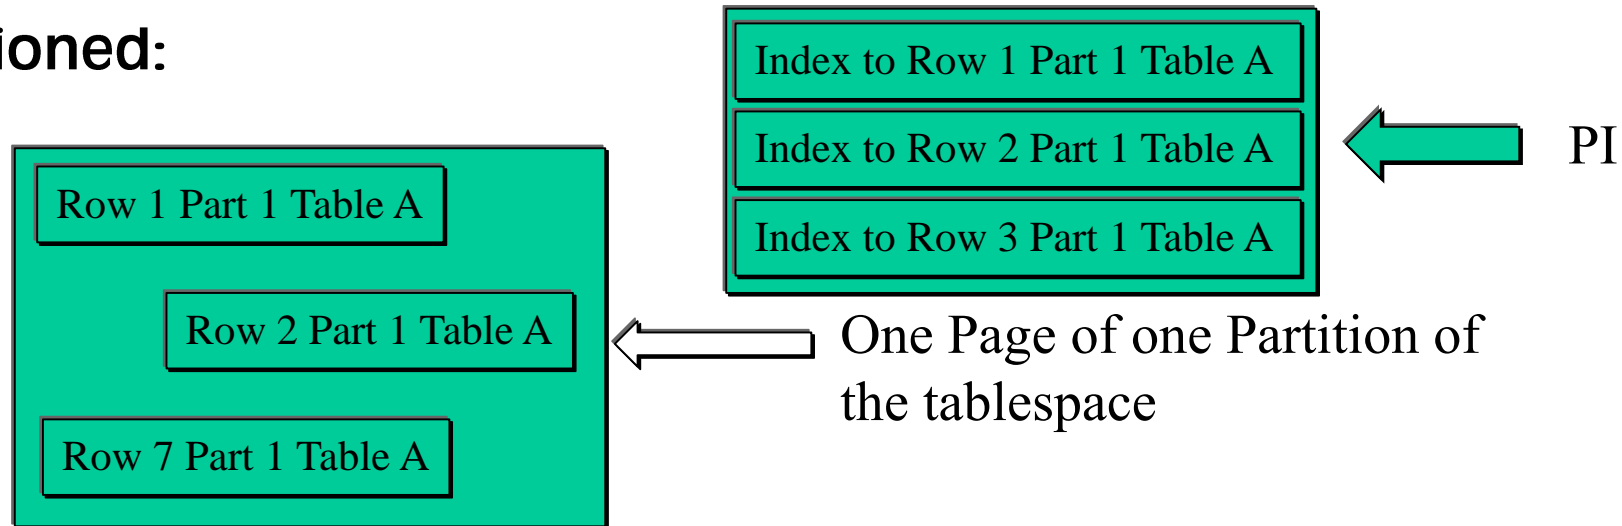 ioned:
Index to Row 1 Part 1 Table A
Index to Row 2 Part 1 Table A
Index to Row 3 Part 1 Table A
PI
Row 1 Part 1 Table A
Row 2 Part 1 Table A
Row 7 Part 1 Table A
One Page of one Partition of
the tablespace